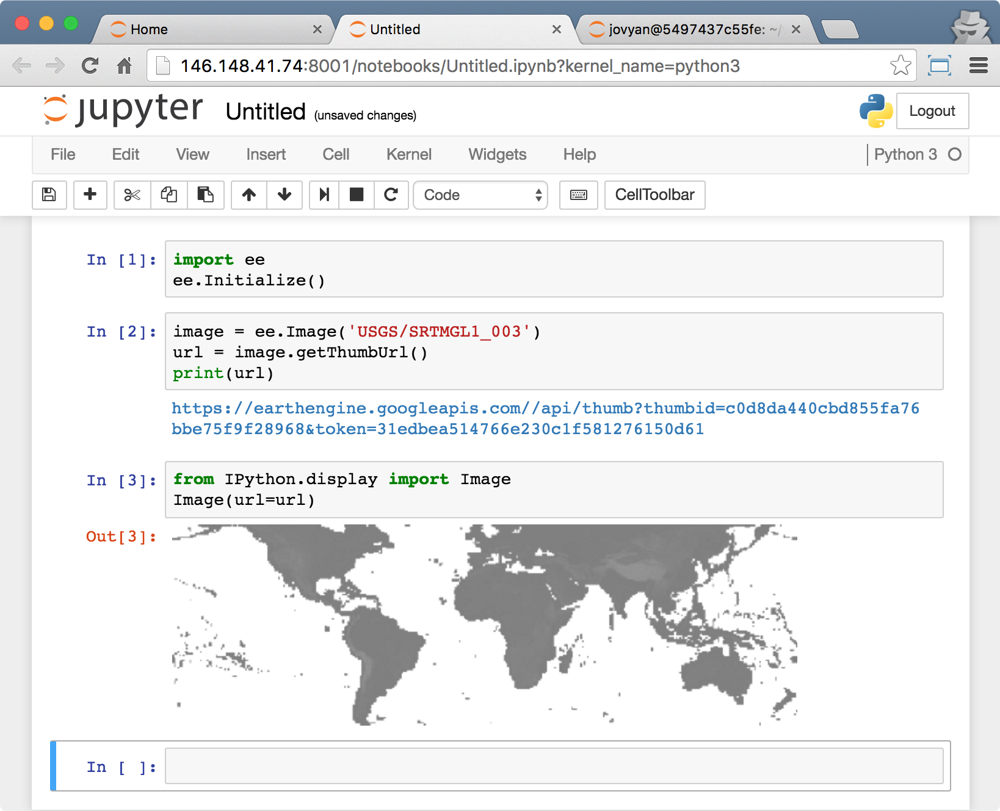 Home
Untitled
jovyan@5497437c55fe: ~/
146.148.41.74:8001/notebooks/Untitled.ipynb?kernel_name=python3
jupyter Untitled (unsaved changes)
Logout
File Edit View Insert Cell Kernel Widgets Help
Python 3
Code
CellToolbar
In [1]:
import ee
ee.Initialize()
In [2]:
image = ee.Image('USGS/SRTMGL1_003')
url = image.getThumbUrl()
print(url)
https://earthengine.googleapis.com//api/thumb?thumbid=c0d8da440cbd855fa76
bbe75f9f28968&token=31edbea514766e230c1f581276150d61
In [3]:
from IPython.display import Image
Image(url=url)
Out[3]:
In [ ]: